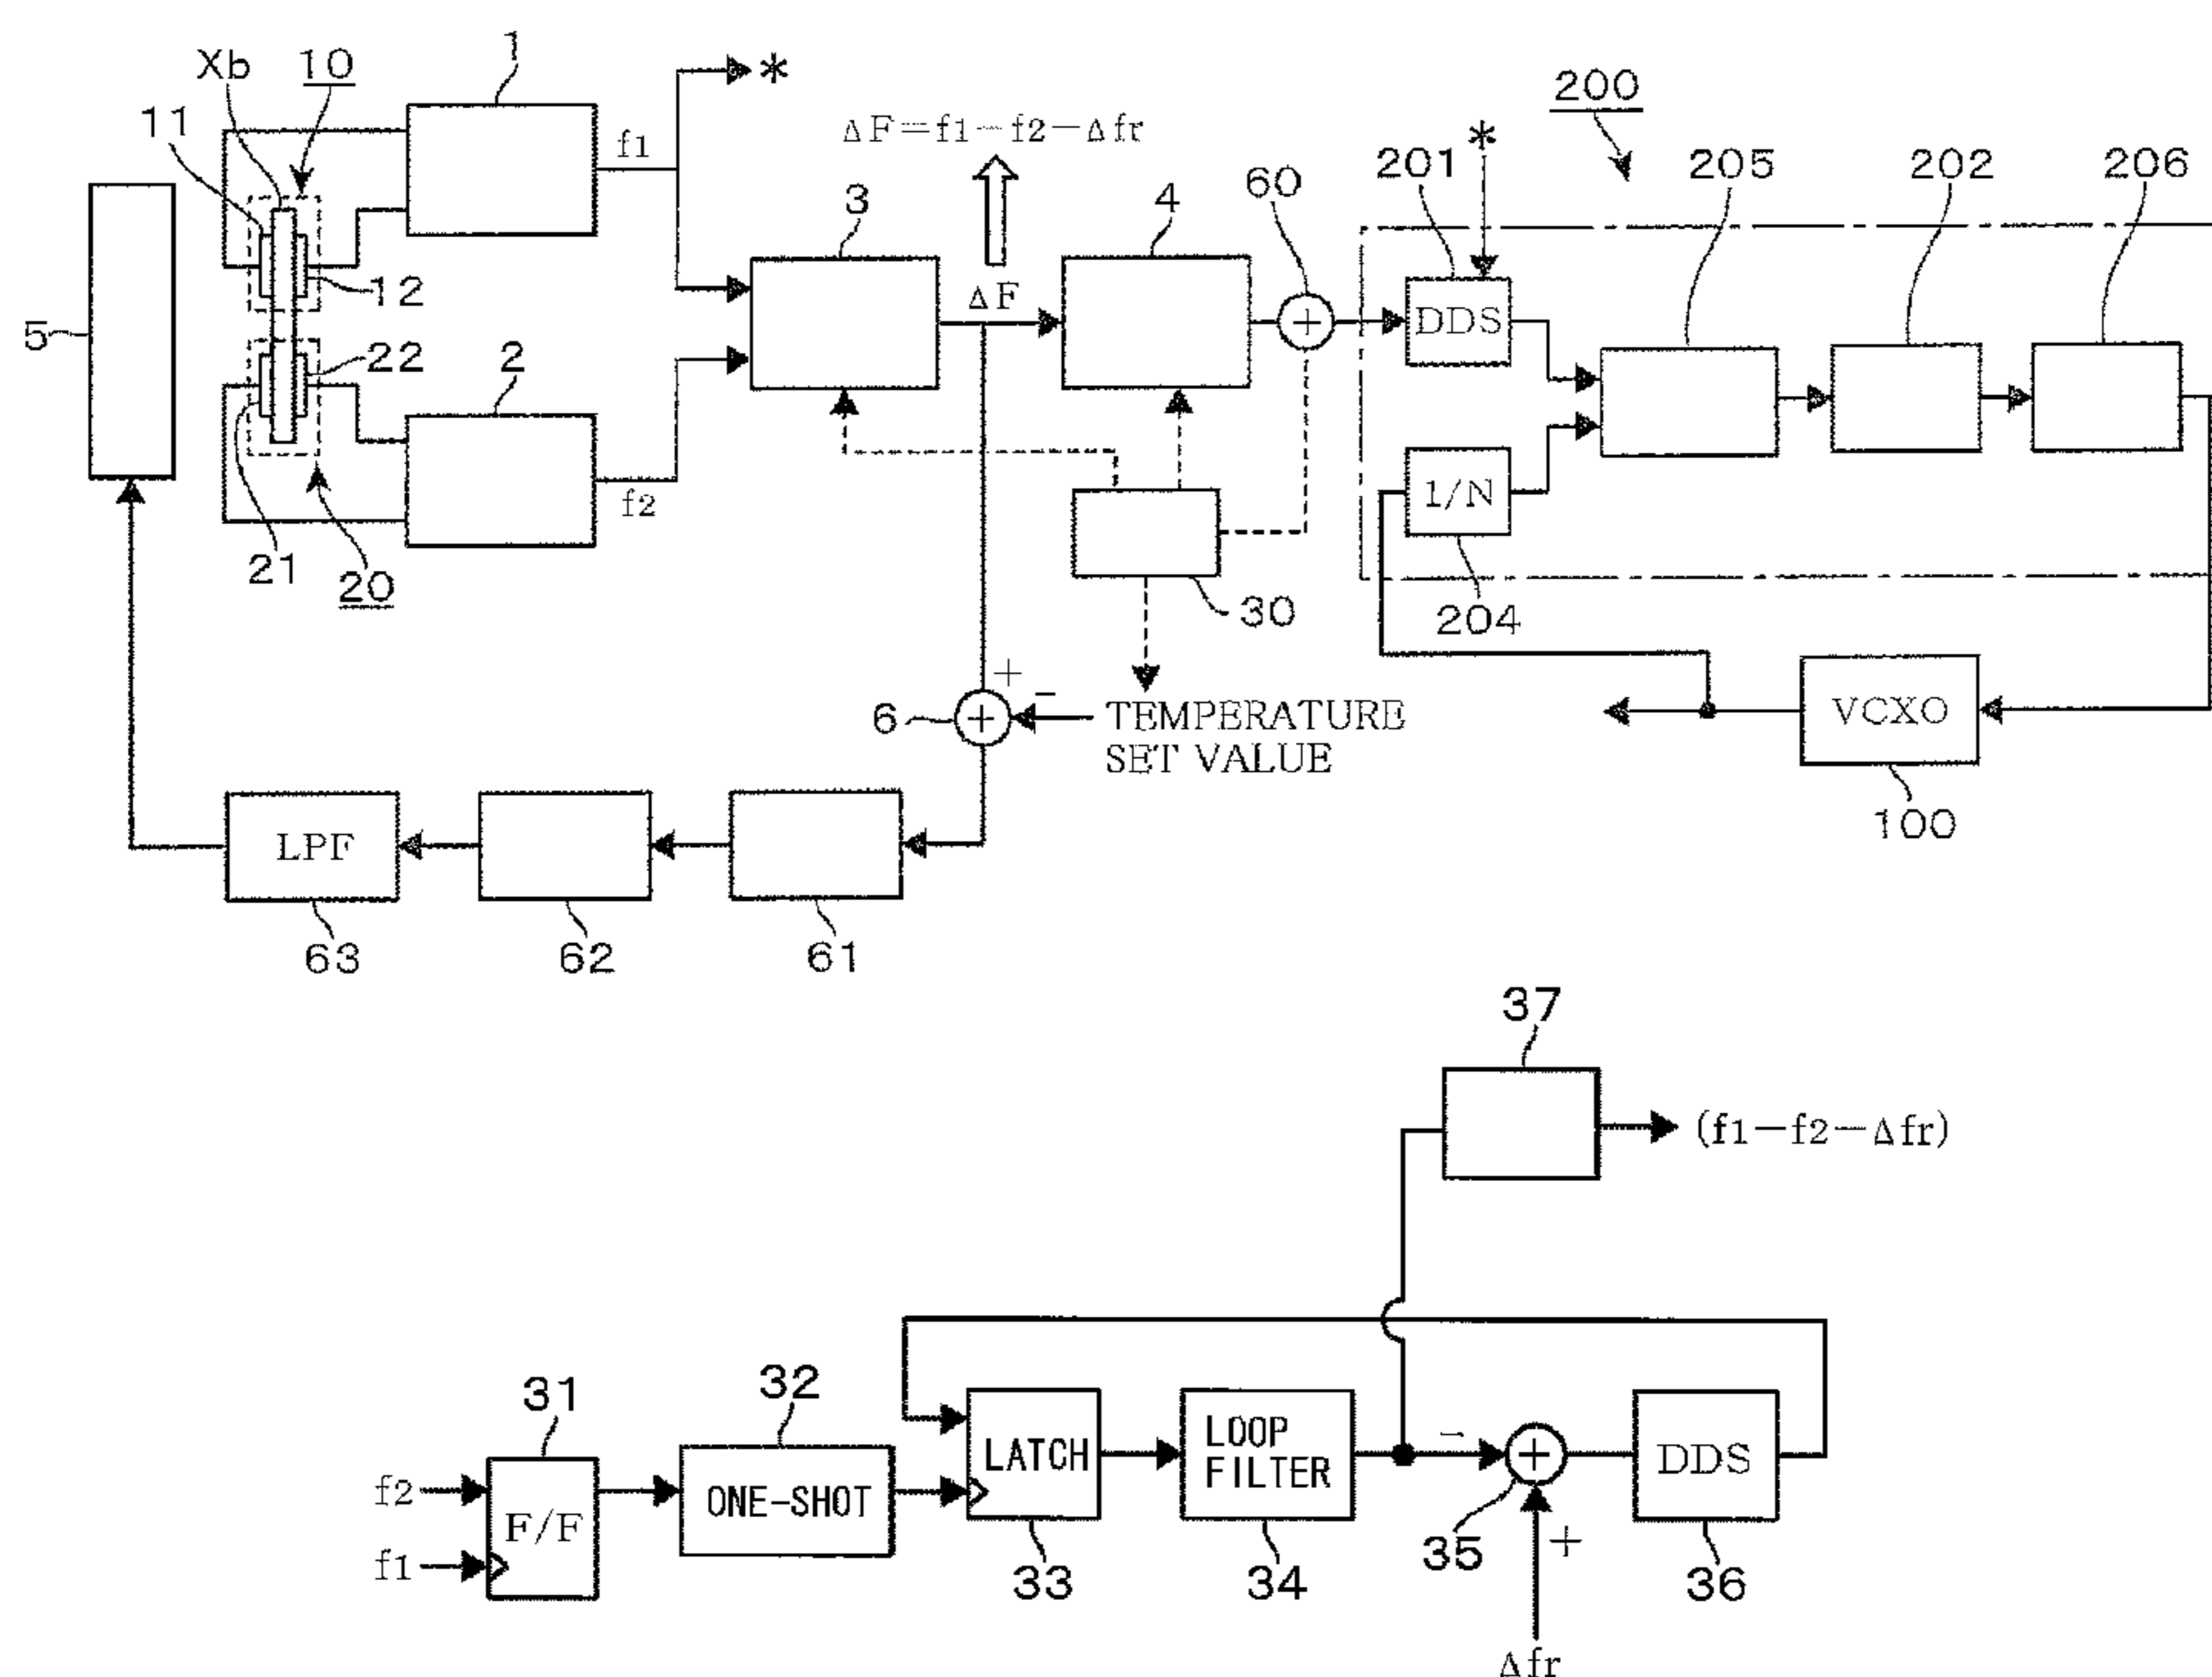 Xb
10
1
*
11
f1
ΔF=f1-f2-Δfr
200
*
60
201
205
202
206
3
4
12
ΔF
+
DDS
5
22
2
1/N
f2
21
20
30
204
+
-
6
+
TEMPERATURE
SET VALUE
VCXO
100
LPF
63
62
61
37
(f1-f2-Δfr)
31
32
f2
F/F
f1
ONE-SHOT
LATCH
LOOP
FILTER
-
+
DDS
33
34
35
+
36
Δfr